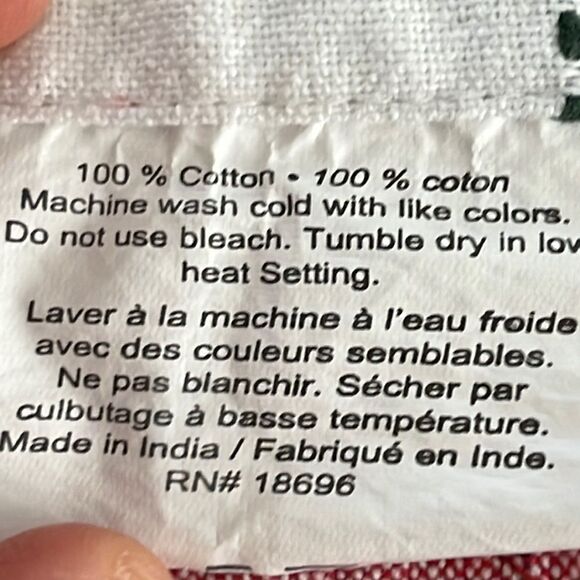 100 % Cotton • 100 % coton
Machine wash cold with like colors.
Do not use bleach. Tumble dry in low
heat Setting.
Laver à la machine à l'eau froide
avec des couleurs semblables.
Ne pas blanchir. Sécher par
culbutage à basse température.
Made in India / Fabriqué en Inde.
RN# 18696